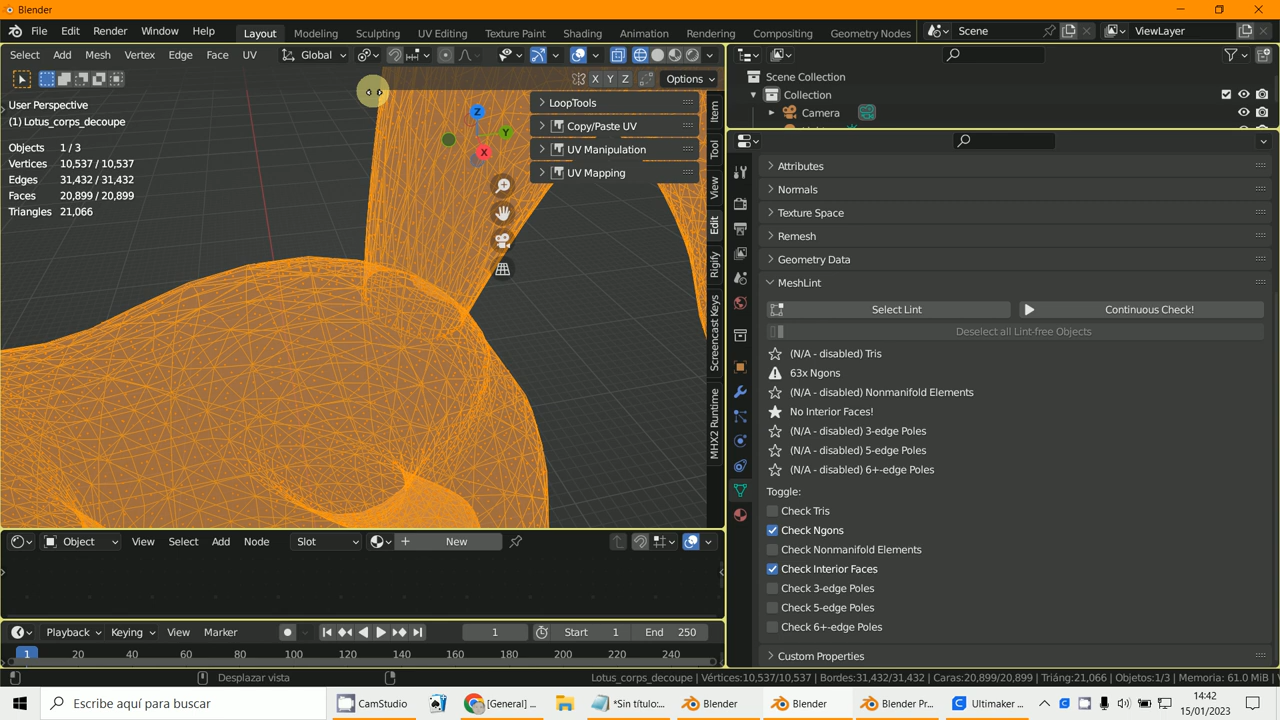 Blender
File Edit Render Window Help Layout Modeling Sculpting UV Editing Texture Paint Shading Animation Rendering Compositing Geometry Nodes Scene ViewLayer
Select Add Mesh Vertex Edge Face UV Global
X Y Z Options
User Perspective
(1) Lotus_corps_decoupe
Objects 1 / 3
Vertices 10,537 / 10,537
Edges 31,432 / 31,432
Faces 20,899 / 20,899
Triangles 21,066
Z
Y
X
LoopTools
Copy/Paste UV
UV Manipulation
UV Mapping
Item
Tool
View
Edit
Rigify
Screencast Keys
MHX2 Runtime
Scene Collection
Collection
Camera
Attributes
Normals
Texture Space
Remesh
Geometry Data
MeshLint
Select Lint Continuous Check!
Deselect all Lint-free Objects
(N/A - disabled) Tris
63x Ngons
(N/A - disabled) Nonmanifold Elements
No Interior Faces!
(N/A - disabled) 3-edge Poles
(N/A - disabled) 5-edge Poles
(N/A - disabled) 6+-edge Poles
Toggle:
Check Tris
Check Ngons
Check Nonmanifold Elements
Check Interior Faces
Check 3-edge Poles
Check 5-edge Poles
Check 6+-edge Poles
Custom Properties
Object View Select Add Node Slot New
Playback Keying View Marker 1 Start 1 End 250
1 20 40 60 80 100 120 140 160 180 200 220 240
Desplazar vista Lotus_corps_decoupe | Vértices:10,537/10,537 | Bordes:31,432/31,432 | Caras:20,899/20,899 | Triáng:21,066 | Objetos:1/3 | Memoria: 61.0 MiB
Escribe aquí para buscar CamStudio [General] ... *Sin título:... Blender Blender Blender Pr... Ultimaker ... 14:42
15/01/2023